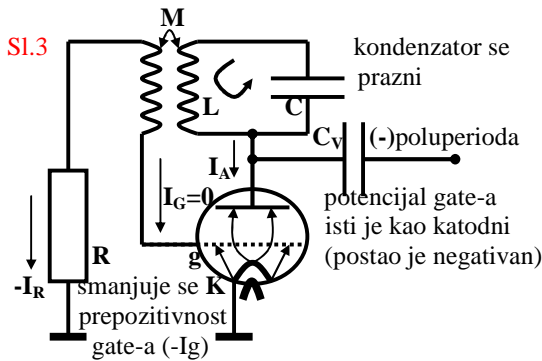 M
Sl.3
kondenzator se
prazni
L
C
C_V
(-)poluperioda
I_A
I_G=0
potencijal gate-a
isti je kao katodni
(postao je negativan)
g
R
-I_R
smanjuje se
K
prepozitivnost
gate-a (-Ig)